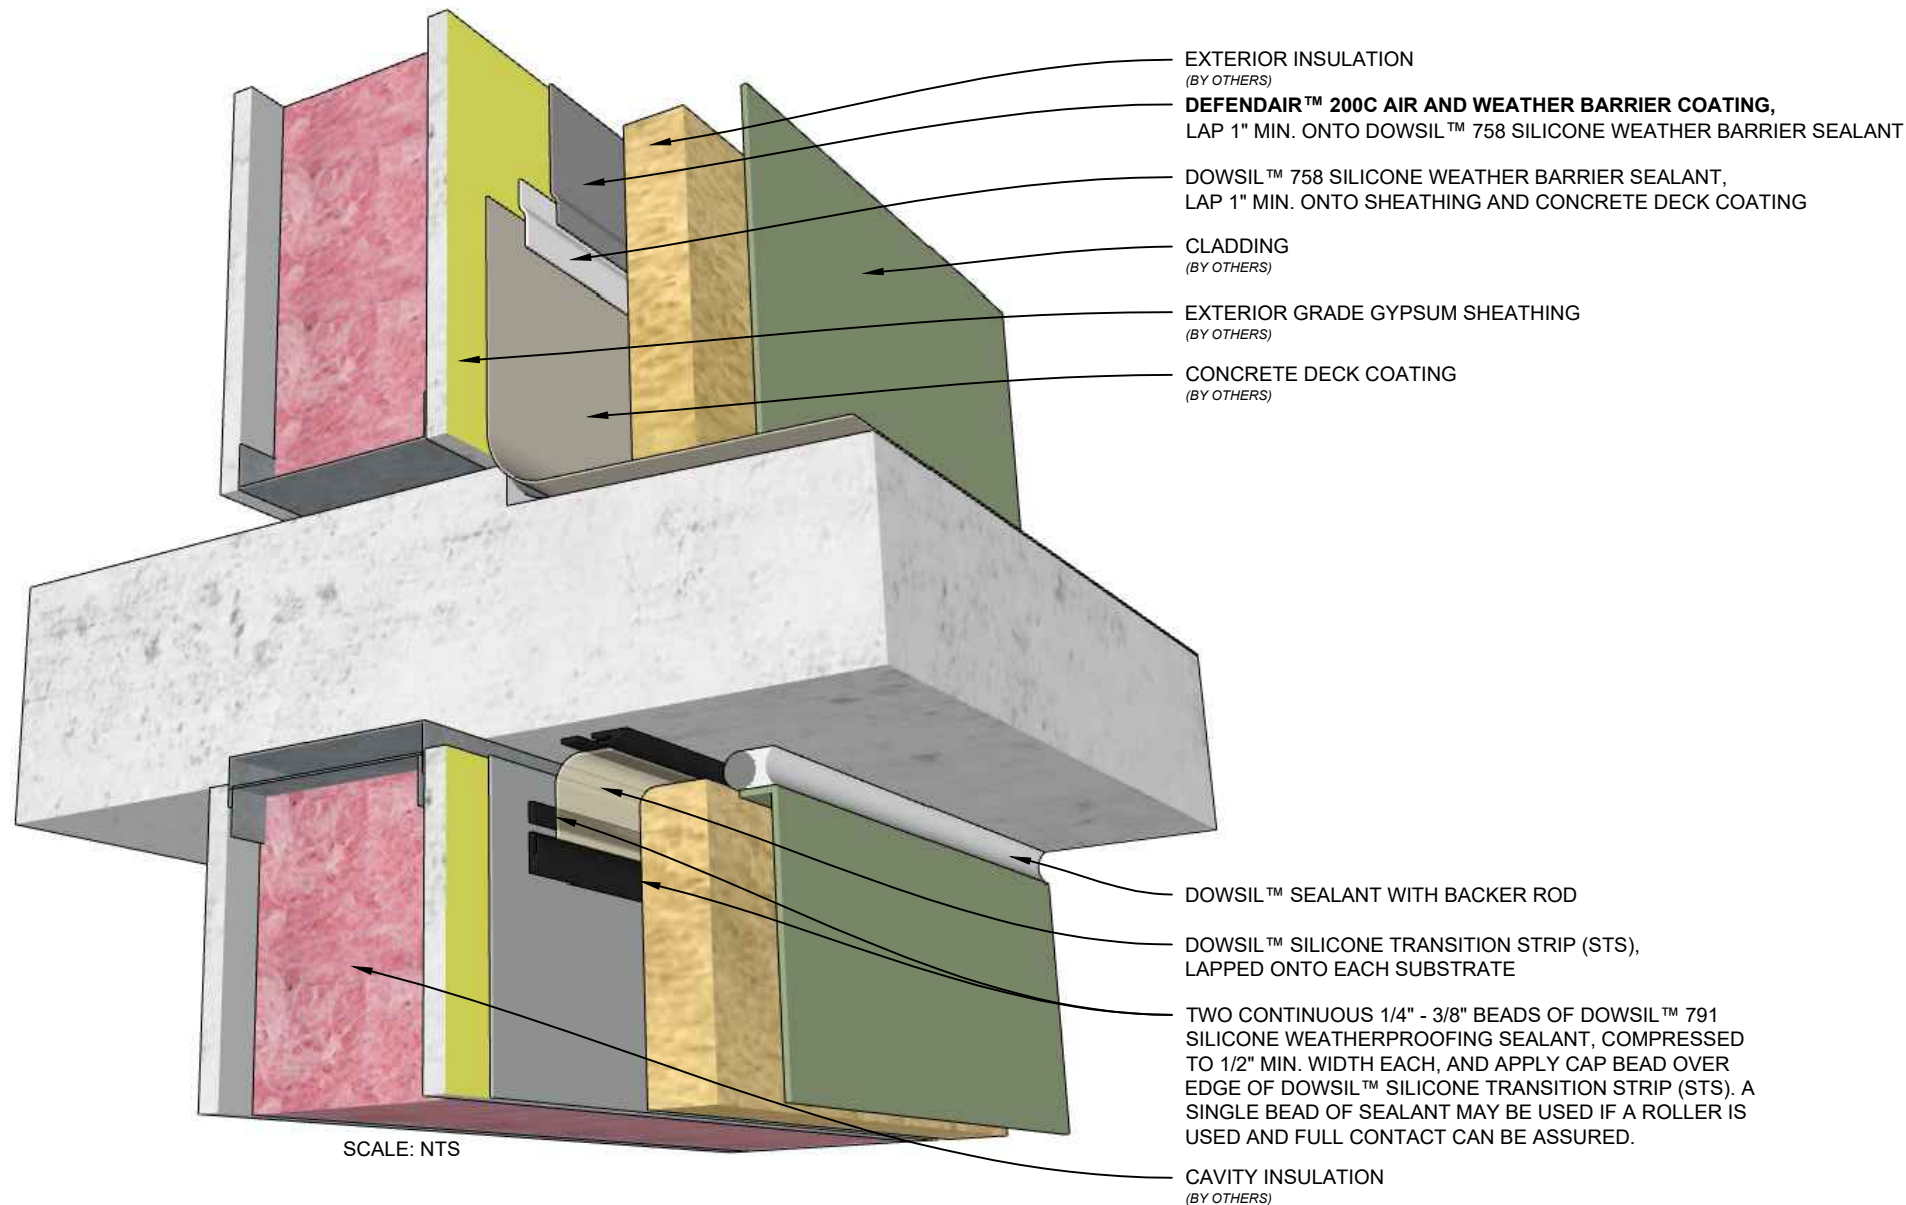 EXTERIOR INSULATION
(BY OTHERS)
DEFENDAIR™ 200C AIR AND WEATHER BARRIER COATING,
LAP 1" MIN. ONTO DOWSIL™ 758 SILICONE WEATHER BARRIER SEALANT
DOWSIL™ 758 SILICONE WEATHER BARRIER SEALANT,
LAP 1" MIN. ONTO SHEATHING AND CONCRETE DECK COATING
CLADDING
(BY OTHERS)
EXTERIOR GRADE GYPSUM SHEATHING
(BY OTHERS)
CONCRETE DECK COATING
(BY OTHERS)
DOWSIL™ SEALANT WITH BACKER ROD
DOWSIL™ SILICONE TRANSITION STRIP (STS),
LAPPED ONTO EACH SUBSTRATE
TWO CONTINUOUS 1/4" - 3/8" BEADS OF DOWSIL™ 791
SILICONE WEATHERPROOFING SEALANT, COMPRESSED
TO 1/2" MIN. WIDTH EACH, AND APPLY CAP BEAD OVER
EDGE OF DOWSIL™ SILICONE TRANSITION STRIP (STS). A
SINGLE BEAD OF SEALANT MAY BE USED IF A ROLLER IS
USED AND FULL CONTACT CAN BE ASSURED.
SCALE: NTS
CAVITY INSULATION
(BY OTHERS)